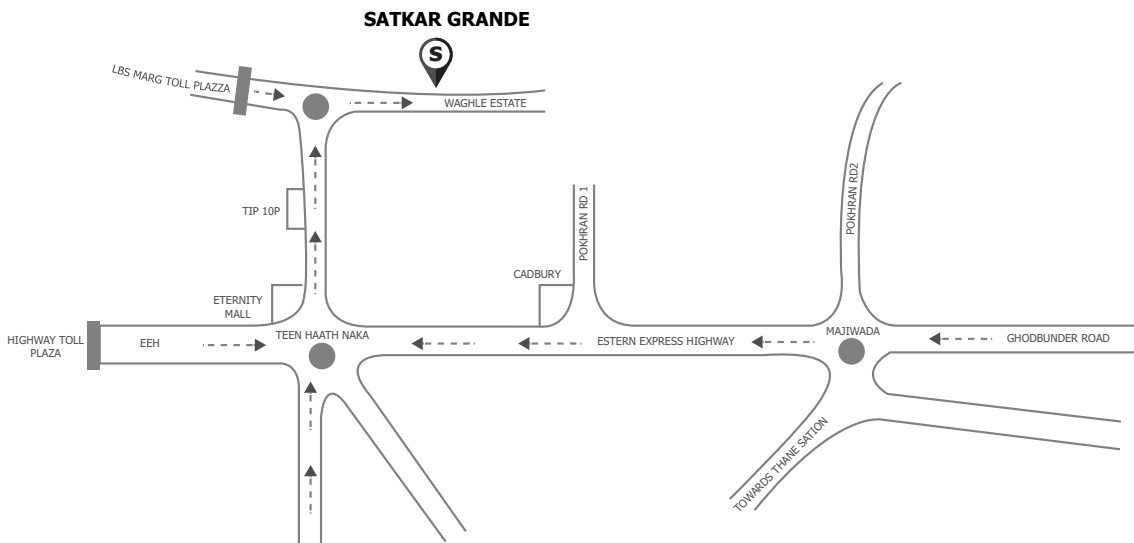 SATKAR GRANDE
S
LBS MARG TOLL PLAZZA
WAGHLE ESTATE
POKHRAN RD2
TIP 10P
POKHRAN RD 1
CADBURY
ETERNITY
MALL
HIGHWAY TOLL
PLAZA
EEH
TEEN HAATH NAKA
ESTERN EXPRESS HIGHWAY
MAJIWADA
GHODBUNDER ROAD
TOWARDS THANE SATION